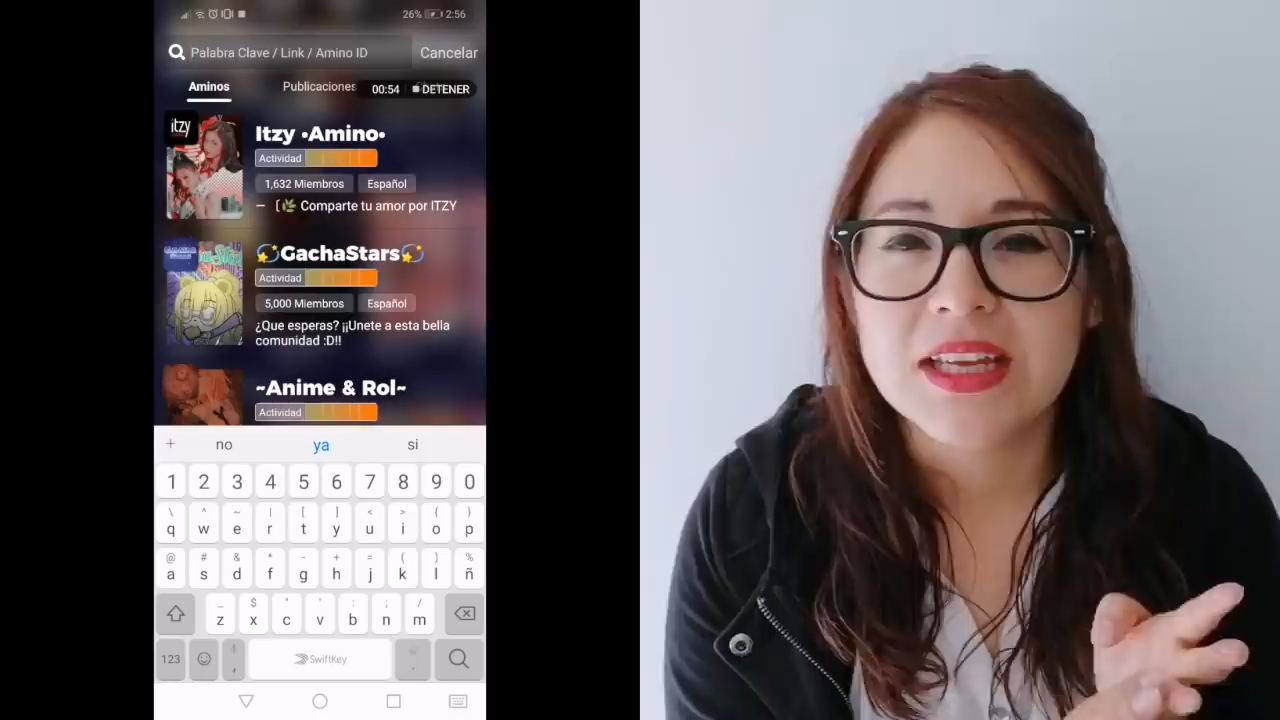 26% 2:56
Palabra Clave / Link / Amino ID Cancelar
Aminos Publicaciones
00:54 DETENER
itzy
Itzy •Amino•
Actividad
1,632 Miembros Español
– 〔🌿 Comparte tu amor por ITZY
💫GachaStars💫
Actividad
5,000 Miembros Español
¿Que esperas? ¡¡Unete a esta bella
comunidad :D!!
~Anime & Rol~
Actividad
+ no ya si
1 2 3 4 5 6 7 8 9 0
\ ^ ~ | [ ] < > { }
q w e r t y u i o p
@ # & * - + = ( ) %
a s d f g h j k l ñ
_ $ " ' : ; /
z x c v b n m
123 , SwiftKey .